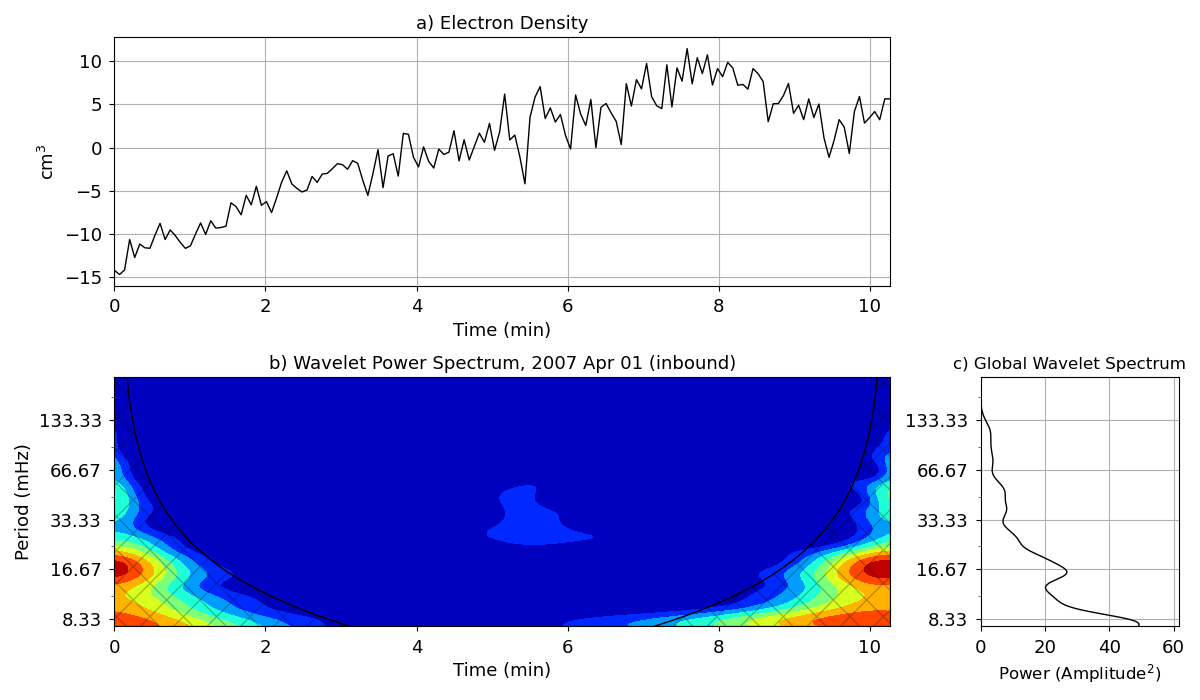 a) Electron Density
10
5
0
−5
−10
−15
cm³
0 2 4 6 8 10
Time (min)
b) Wavelet Power Spectrum, 2007 Apr 01 (inbound)
133.33
66.67
33.33
16.67
8.33
Period (mHz)
0 2 4 6 8 10
Time (min)
c) Global Wavelet Spectrum
133.33
66.67
33.33
16.67
8.33
0 20 40 60
Power (Amplitude²)